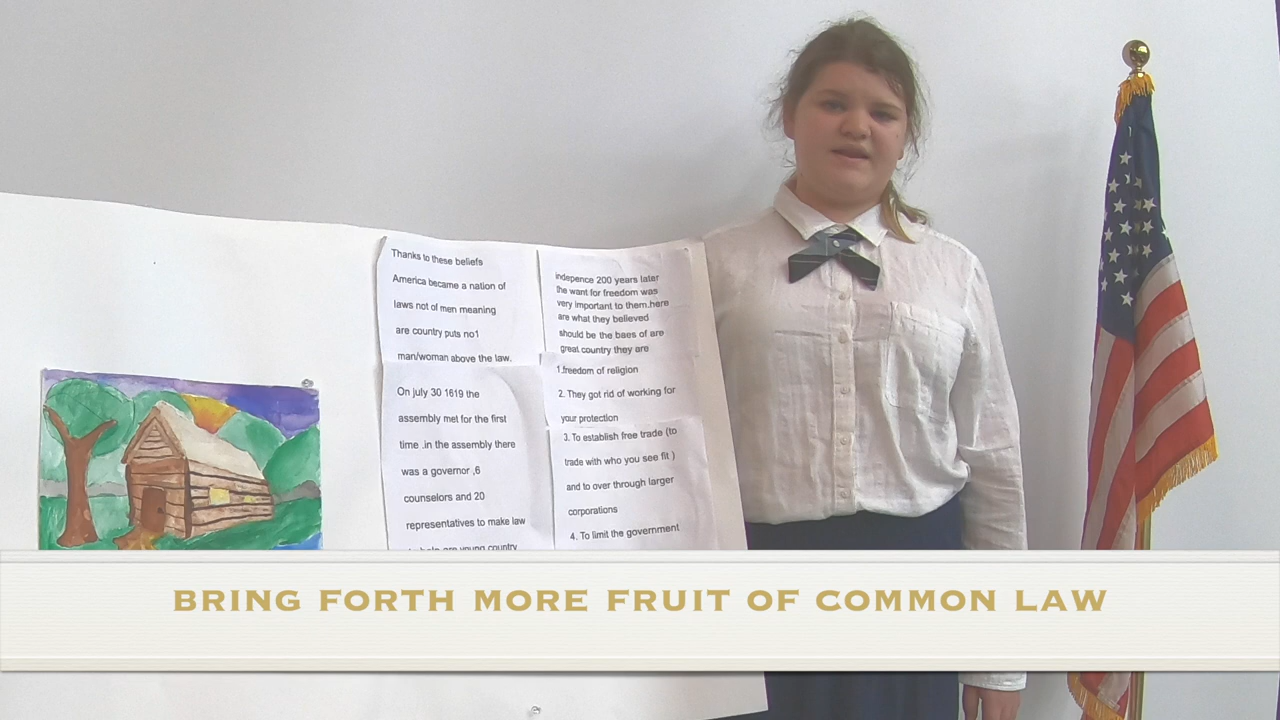 Thanks to these beliefs
America became a nation of
laws not of men meaning
are country puts no1
man/woman above the law.
On july 30 1619 the
assembly met for the first
time .in the assembly there
was a governor ,6
counselors and 20
representatives to make law
young country
indepence 200 years later
the want for freedom was
very important to them.here
are what they believed
should be the baes of are
great country they are
1.freedom of religion
2. They got rid of working for
your protection
3. To establish free trade (to
trade with who you see fit )
and to over through larger
corporations
4. To limit the government
BRING FORTH MORE FRUIT OF COMMON LAW